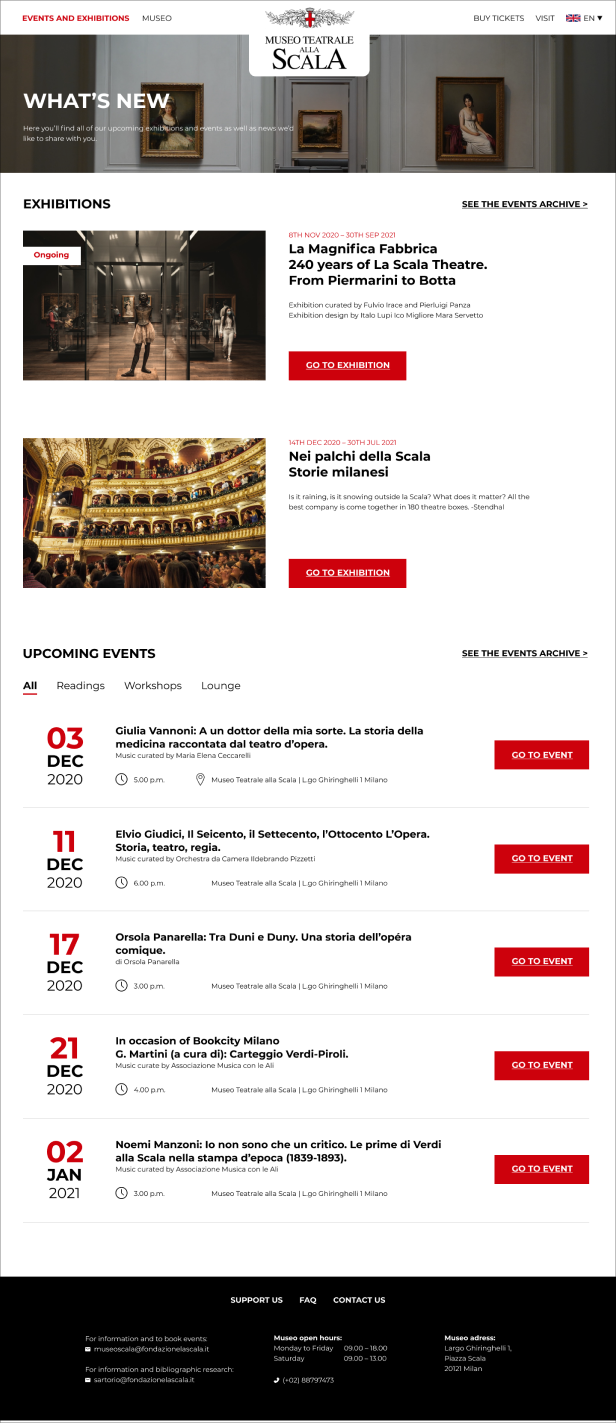 EVENTS AND EXHIBITIONS MUSEO BUY TICKETS VISIT EN
MUSEO TEATRALE
ALLA
SCALA
WHAT'S NEW
Here you'll find all of our upcoming exhibitions and events as well as news we'd
like to share with you.
EXHIBITIONS SEE THE EVENTS ARCHIVE >
Ongoing
8TH NOV 2020 – 30TH SEP 2021
La Magnifica Fabbrica
240 years of La Scala Theatre.
From Piermarini to Botta
Exhibition curated by Fulvio Irace and Pierluigi Panza
Exhibition design by Italo Lupi Ico Migliore Mara Servetto
GO TO EXHIBITION
14TH DEC 2020 – 30TH JUL 2021
Nei palchi della Scala
Storie milanesi
Is it raining, is it snowing outside la Scala? What does it matter? All the
best company is come together in 180 theatre boxes. -Stendhal
GO TO EXHIBITION
UPCOMING EVENTS SEE THE EVENTS ARCHIVE >
All Readings Workshops Lounge
03
DEC
2020
Giulia Vannoni: A un dottor della mia sorte. La storia della
medicina raccontata dal teatro d'opera.
Music curated by Maria Elena Ceccarelli
5.00 p.m. Museo Teatrale alla Scala | L.go Ghiringhelli 1 Milano
GO TO EVENT
11
DEC
2020
Elvio Giudici, Il Seicento, il Settecento, l'Ottocento L'Opera.
Storia, teatro, regia.
Music curated by Orchestra da Camera Ildebrando Pizzetti
6.00 p.m. Museo Teatrale alla Scala | L.go Ghiringhelli 1 Milano
GO TO EVENT
17
DEC
2020
Orsola Panarella: Tra Duni e Duny. Una storia dell'opéra
comique.
di Orsola Panarella
3.00 p.m. Museo Teatrale alla Scala | L.go Ghiringhelli 1 Milano
GO TO EVENT
21
DEC
2020
In occasion of Bookcity Milano
G. Martini (a cura di): Carteggio Verdi-Piroli.
Music curate by Associazione Musica con le Ali
4.00 p.m. Museo Teatrale alla Scala | L.go Ghiringhelli 1 Milano
GO TO EVENT
02
JAN
2021
Noemi Manzoni: Io non sono che un critico. Le prime di Verdi
alla Scala nella stampa d'epoca (1839-1893).
Music curated by Associazione Musica con le Ali
3.00 p.m. Museo Teatrale alla Scala | L.go Ghiringhelli 1 Milano
GO TO EVENT
SUPPORT US FAQ CONTACT US
For information and to book events:
museoscala@fondazionelascala.it
For information and bibliographic research:
sartorio@fondazionelascala.it
Museo open hours:
Monday to Friday 09.00 – 18.00
Saturday 09.00 – 13.00
(+02) 88797473
Museo adress:
Largo Ghiringhelli 1,
Piazza Scala
20121 Milan